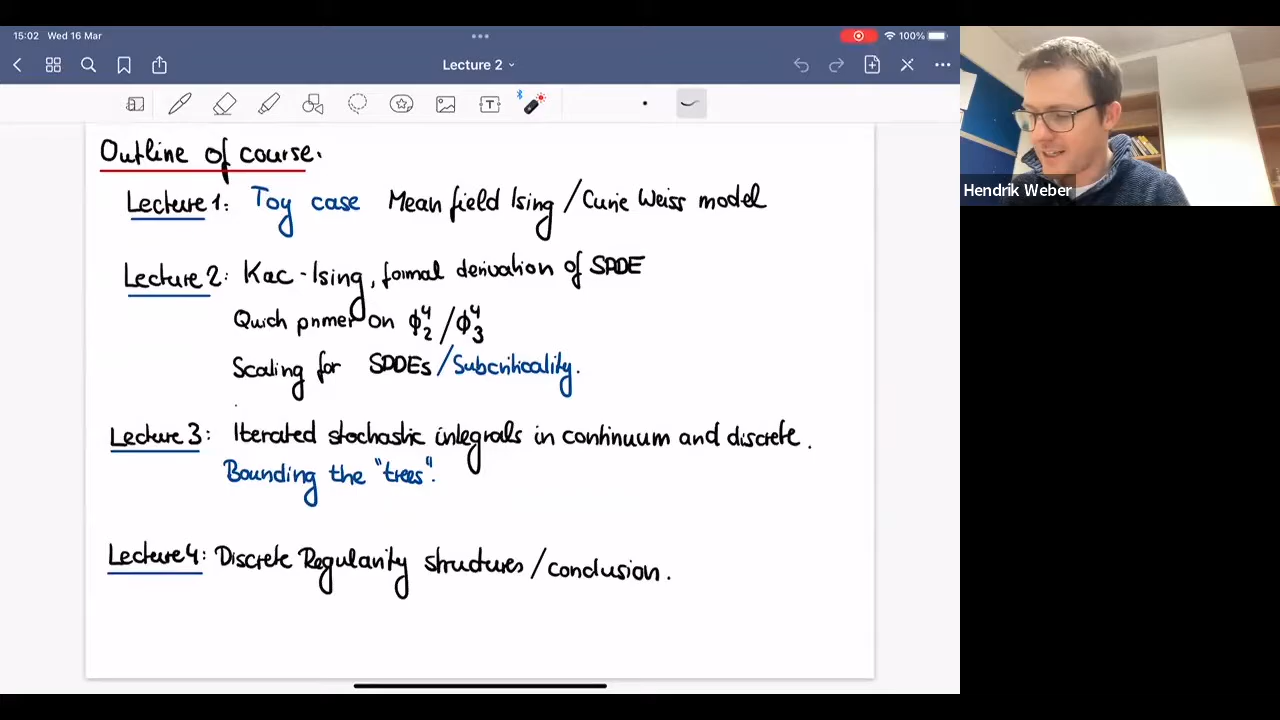 15:02 Wed 16 Mar
100%
Lecture 2
Hendrik Weber
Outline of course.
Lecture 1: Toy case Mean field Ising / Curie Weiss model
Lecture 2: Kac-Ising, formal derivation of SPDE
Quick primer on Φ⁴₂ / Φ⁴₃
Scaling for SPDEs / Subcriticality.
Lecture 3: Iterated stochastic integrals in continuum and discrete.
Bounding the "trees".
Lecture 4: Discrete Regularity structures / conclusion.